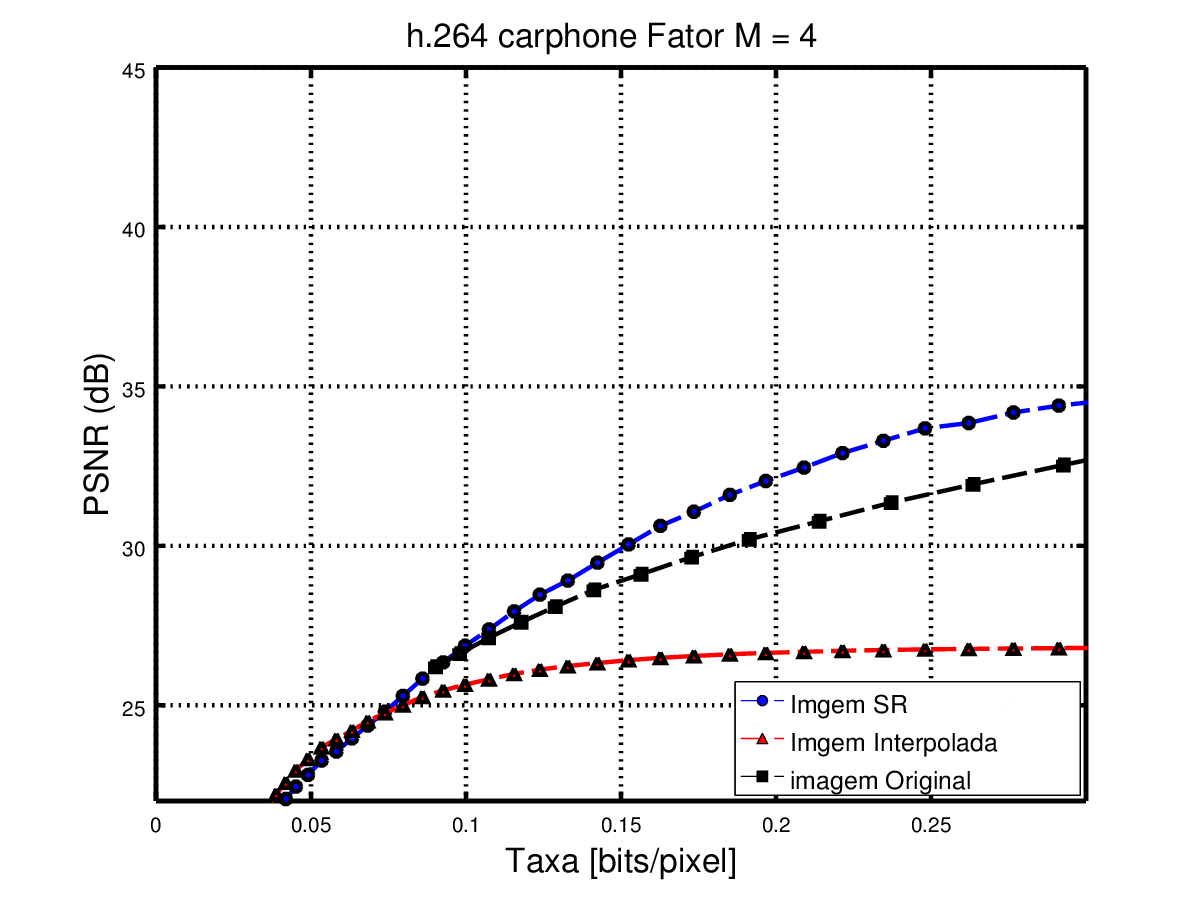 h.264 carphone Fator M = 4
45
40
35
30
25
PSNR (dB)
0 0.05 0.1 0.15 0.2 0.25
Taxa [bits/pixel]
Imgem SR
Imgem Interpolada
imagem Original